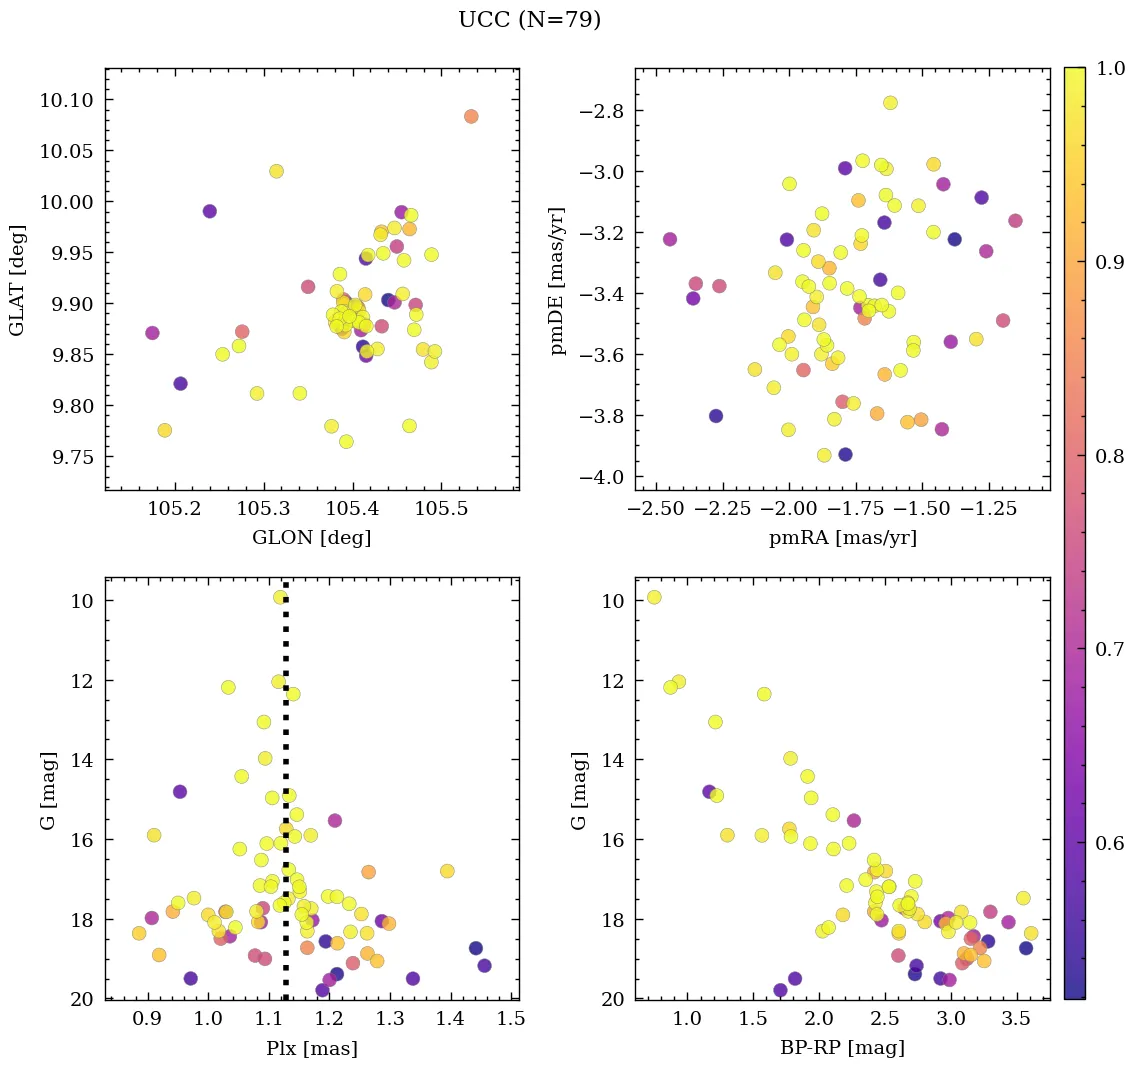 UCC (N=79)
10.10
10.05
10.00
9.95
9.90
9.85
9.80
9.75
GLAT [deg]
105.2 105.3 105.4 105.5
GLON [deg]
−2.8
−3.0
−3.2
−3.4
−3.6
−3.8
−4.0
pmDE [mas/yr]
−2.50 −2.25 −2.00 −1.75 −1.50 −1.25
pmRA [mas/yr]
1.0
0.9
0.8
0.7
0.6
10
12
14
16
18
20
G [mag]
0.9 1.0 1.1 1.2 1.3 1.4 1.5
Plx [mas]
10
12
14
16
18
20
G [mag]
1.0 1.5 2.0 2.5 3.0 3.5
BP-RP [mag]